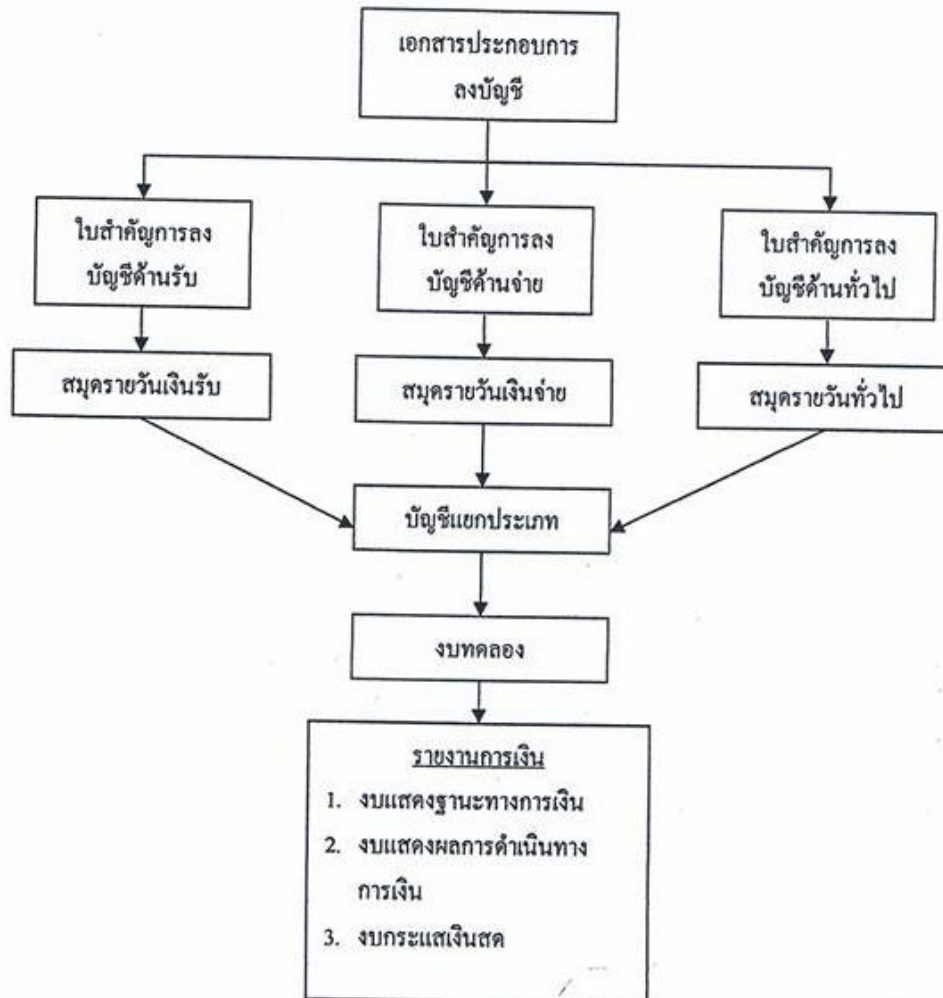 เอกสารประกอบการ
ลงบัญชี
ใบสำคัญการลง
บัญชีด้านรับ
ใบสำคัญการลง
บัญชีด้านจ่าย
ใบสำคัญการลง
บัญชีด้านทั่วไป
สมุดรายวันเงินรับ
สมุดรายวันเงินจ่าย
สมุดรายวันทั่วไป
บัญชีแยกประเภท
งบทดลอง
รายงานการเงิน
1. งบแสดงฐานะทางการเงิน
2. งบแสดงผลการดำเนินทาง
การเงิน
3. งบกระแสเงินสด